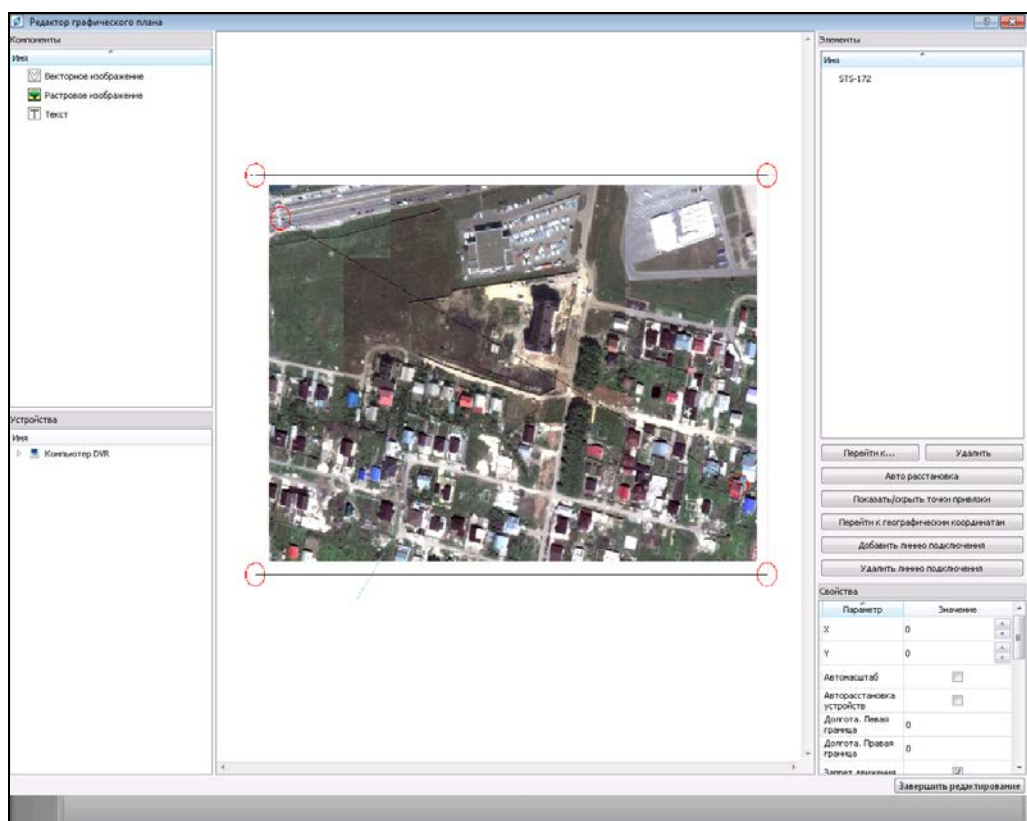 Редактор графического плана
Компоненты
Имя
Векторное изображение
Растровое изображение
Текст
Устройства
Имя
Компьютер DVR
Элементы
Имя
STS-172
Перейти к...
Удалить
Авто расстановка
Показать/скрыть точки привязки
Перейти к географическим координатам
Добавить линию подключения
Удалить линию подключения
Свойства
Параметр
Значение
X
0
Y
0
Автомасштаб
Авторасстановка
устройств
Долгота. Левая
граница
0
Долгота. Правая
граница
0
Запрет движения
Завершить редактирование